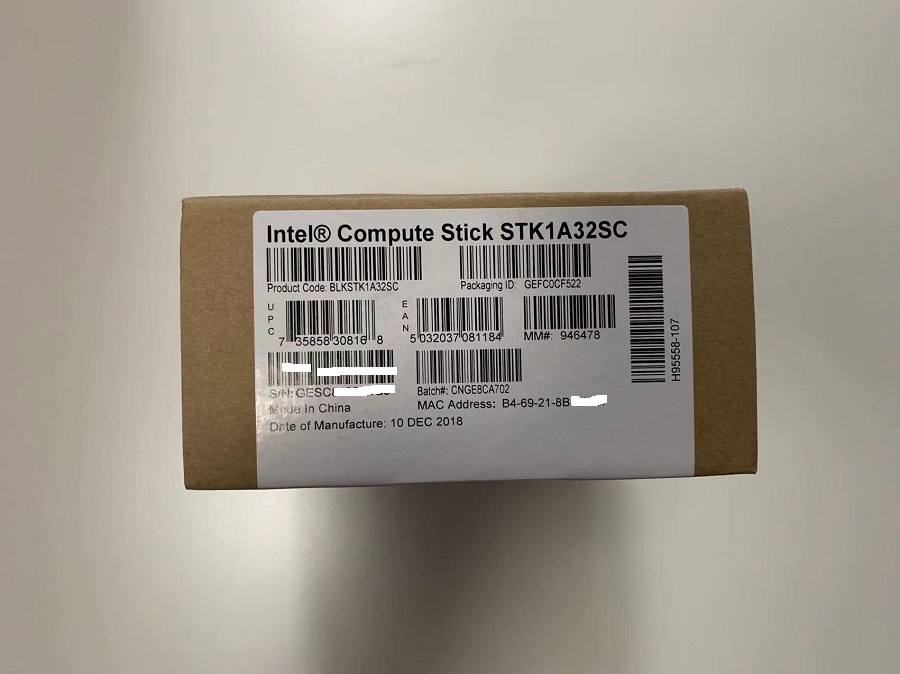 Intel® Compute Stick STK1A32SC
Product Code: BLKSTK1A32SC
Packaging ID: GEFC0CF522
UPC
7 35858 30816 8
EAN
5 032037 081184
MM#: 946478
H95558-107
S/N: GESC
Batch#: CNGE8CA702
Made In China
MAC Address: B4-69-21-8B
Date of Manufacture: 10 DEC 2018